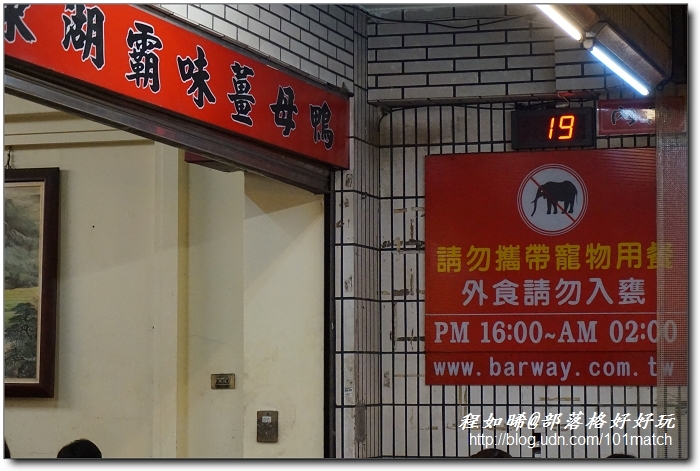 湖霸味薑母鴨
19
請勿攜帶寵物用餐
外食請勿入甕
PM 16:00~AM 02:00
www.barway.com.tw
程如晞@部落格好好玩
http://blog.udn.com/101match